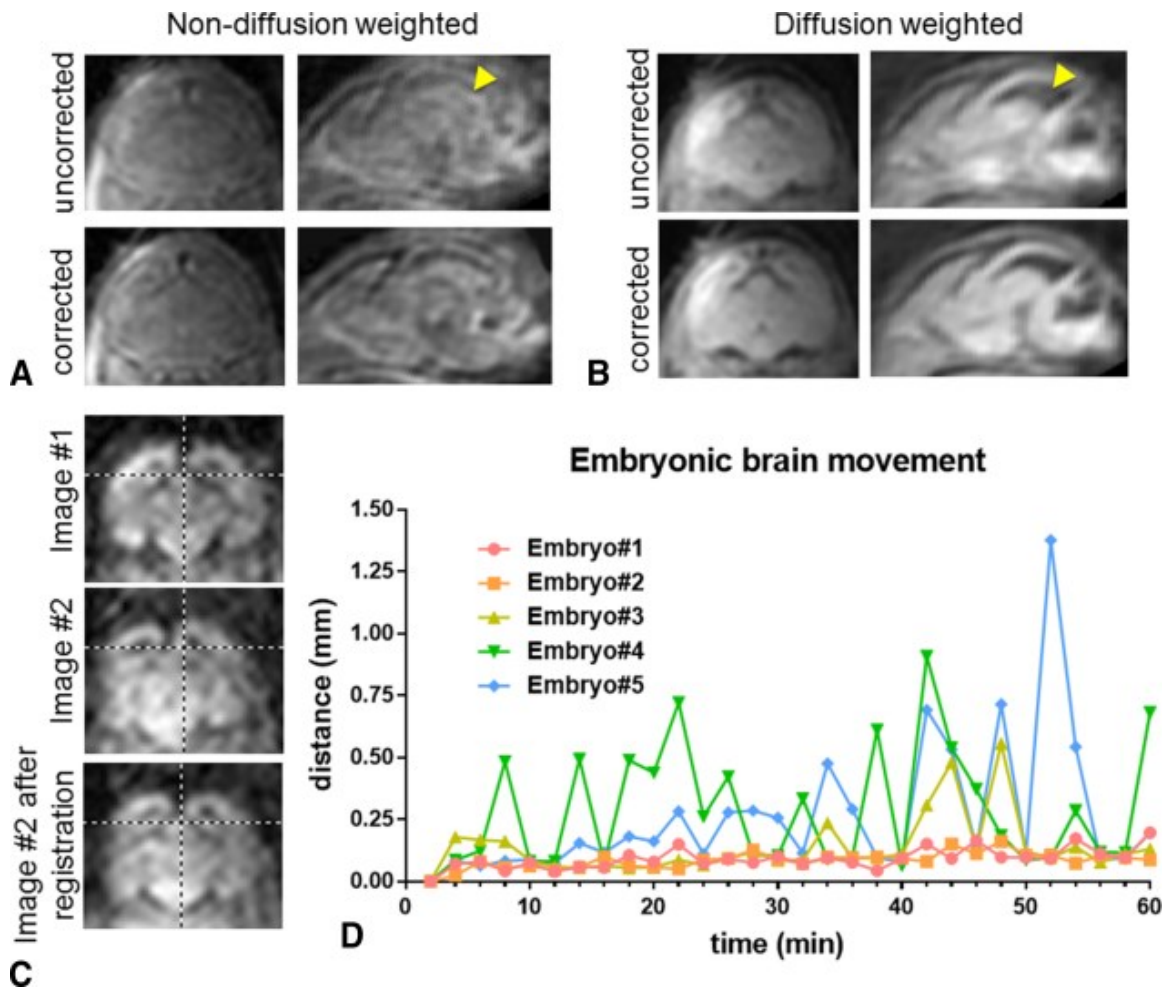 Non-diffusion weighted
Diffusion weighted
uncorrected
uncorrected
corrected
corrected
A
B
Image #1
Image #2
Image #2 after
registration
C
Embryonic brain movement
1.50
1.25
1.00
0.75
0.50
0.25
0.00
distance (mm)
Embryo#1
Embryo#2
Embryo#3
Embryo#4
Embryo#5
0 10 20 30 40 50 60
time (min)
D